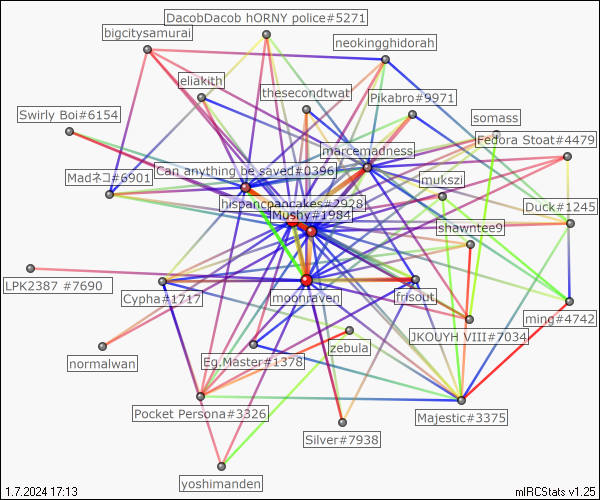 DacobDacob hORNY police#5271
bigcitysamurai
neokingghidorah
eliakith
thesecondtwat
Pikabro#9971
Swirly Boi#6154
somass
Fedora Stoat#4479
marcemadness
Can anything be saved#0396
Madネコ#6901
mukszi
hispancpancakes#2928
Duck#1245
Mushy#1984
shawntee9
LPK2387 #7690
Cypha#1717
moonraven
frisout
ming#4742
JKOUYH VIII#7034
zebula
normalwan
Eg.Master#1378
Pocket Persona#3326
Majestic#3375
Silver#7938
yoshimanden
1.7.2024 17:13
mIRCStats v1.25